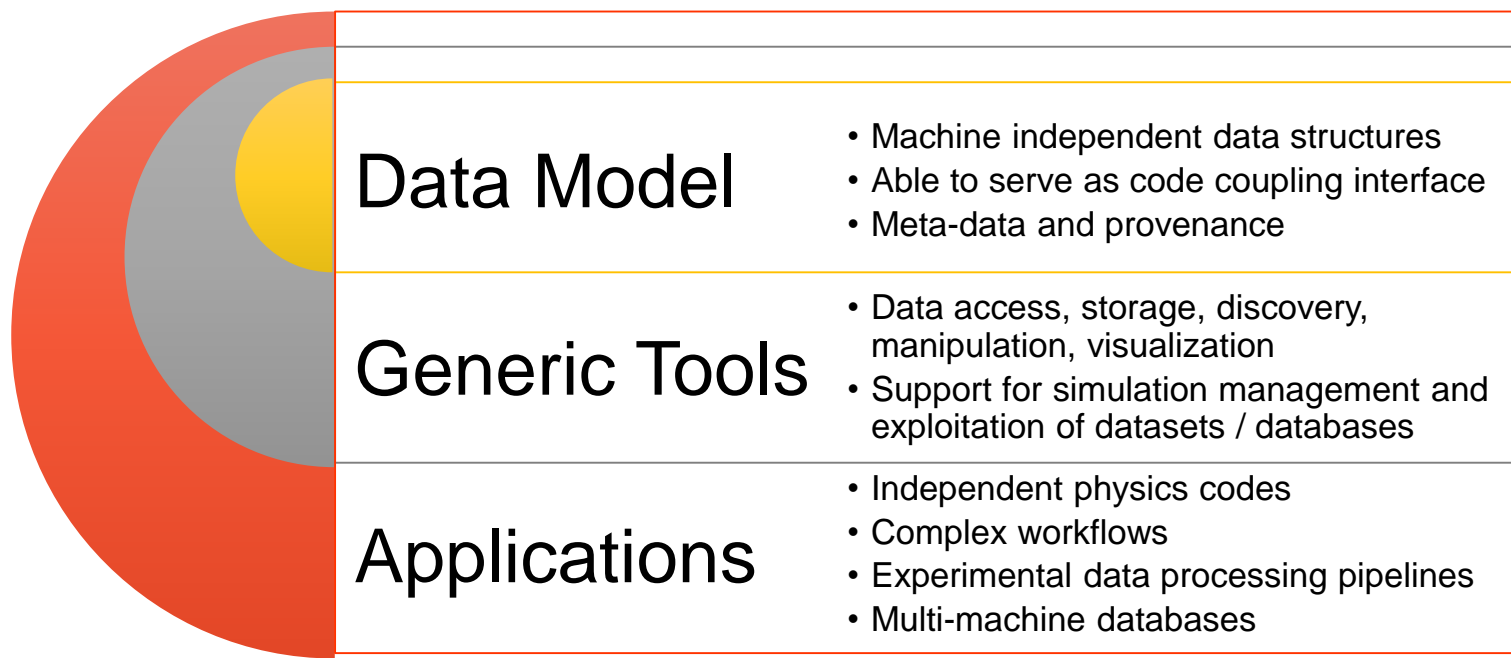 Data Model
• Machine independent data structures
• Able to serve as code coupling interface
• Meta-data and provenance
Generic Tools
• Data access, storage, discovery,
manipulation, visualization
• Support for simulation management and
exploitation of datasets / databases
Applications
• Independent physics codes
• Complex workflows
• Experimental data processing pipelines
• Multi-machine databases